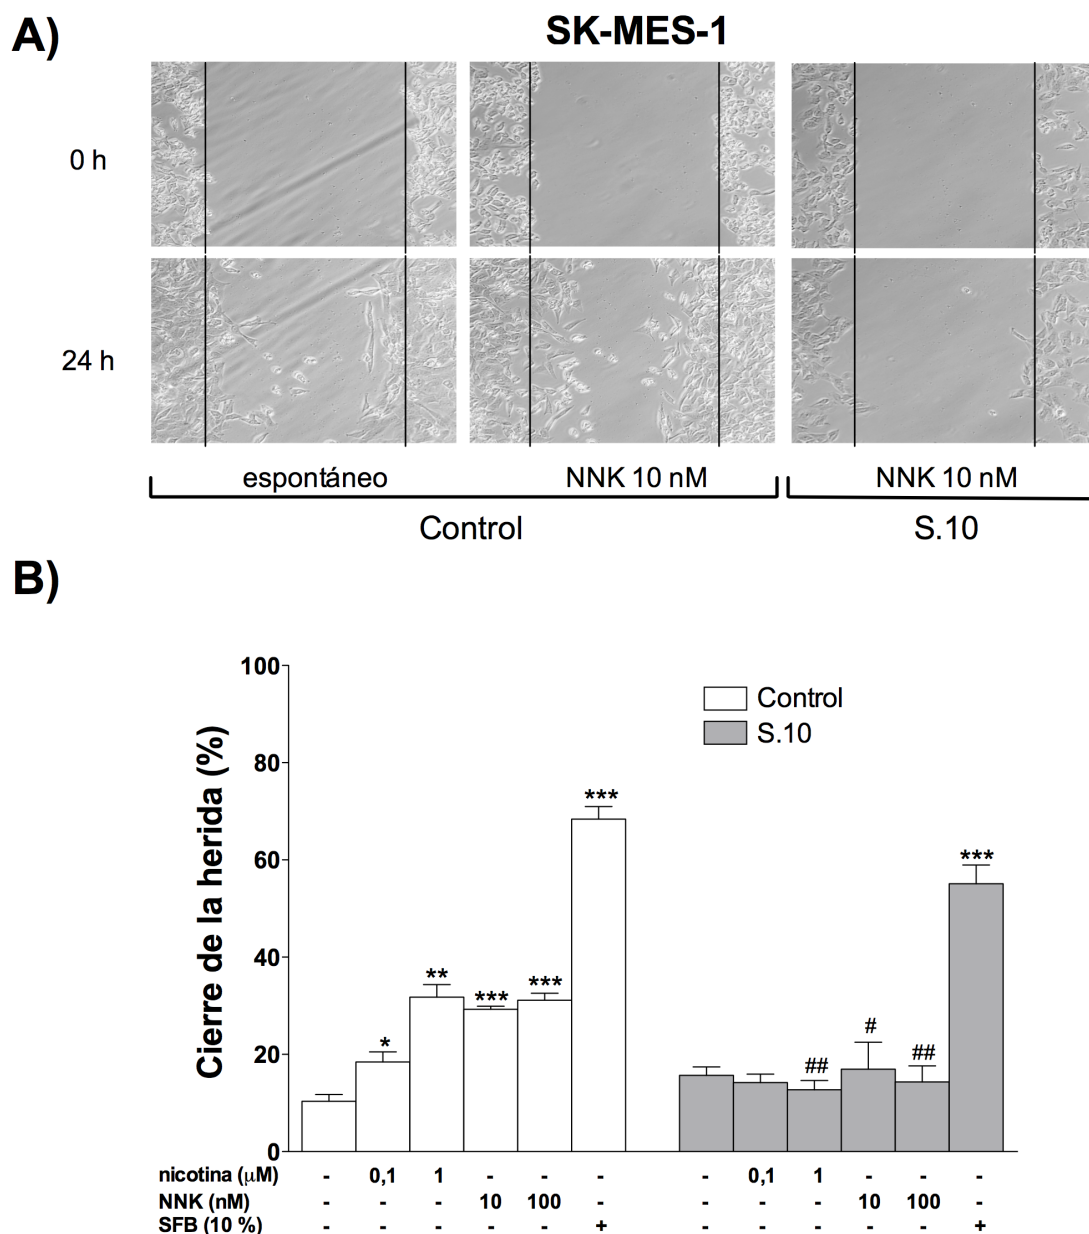 A)
SK-MES-1
0 h
24 h
espontáneo NNK 10 nM NNK 10 nM
Control S.10
B)
Cierre de la herida (%)
100
80
60
40
20
0
Control
S.10
* ** *** *** ***
## # ## ***
nicotina (µM) - 0,1 1 - - - - 0,1 1 - - -
NNK (nM) - - - 10 100 - - - - 10 100 -
SFB (10 %) - - - - - + - - - - - +